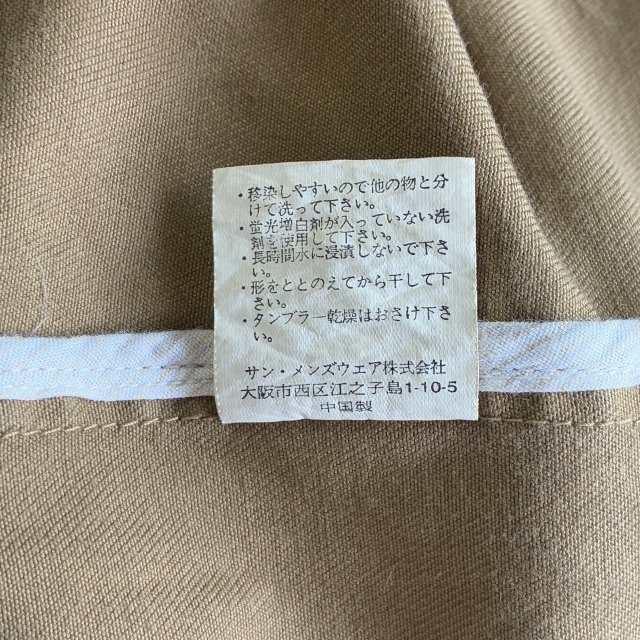 ・移染しやすいので他の物と分
けて洗って下さい。
・蛍光増白剤が入っていない洗
剤を使用して下さい。
・長時間水に浸漬しないで下さ
い。
・形をととのえてから干して下
さい。
・タンブラー乾燥はおさけ下さ
い。
サン・メンズウエア株式会社
大阪市西区江之子島1-10-5
中国製